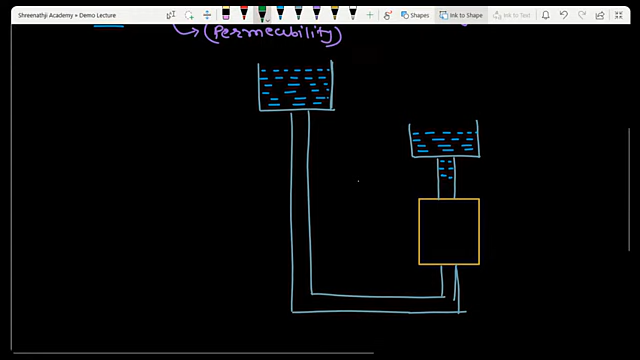 Shreenathji Academy • Demo Lecture
Shapes
Ink to Shape
Ink to Text
(Permeability)